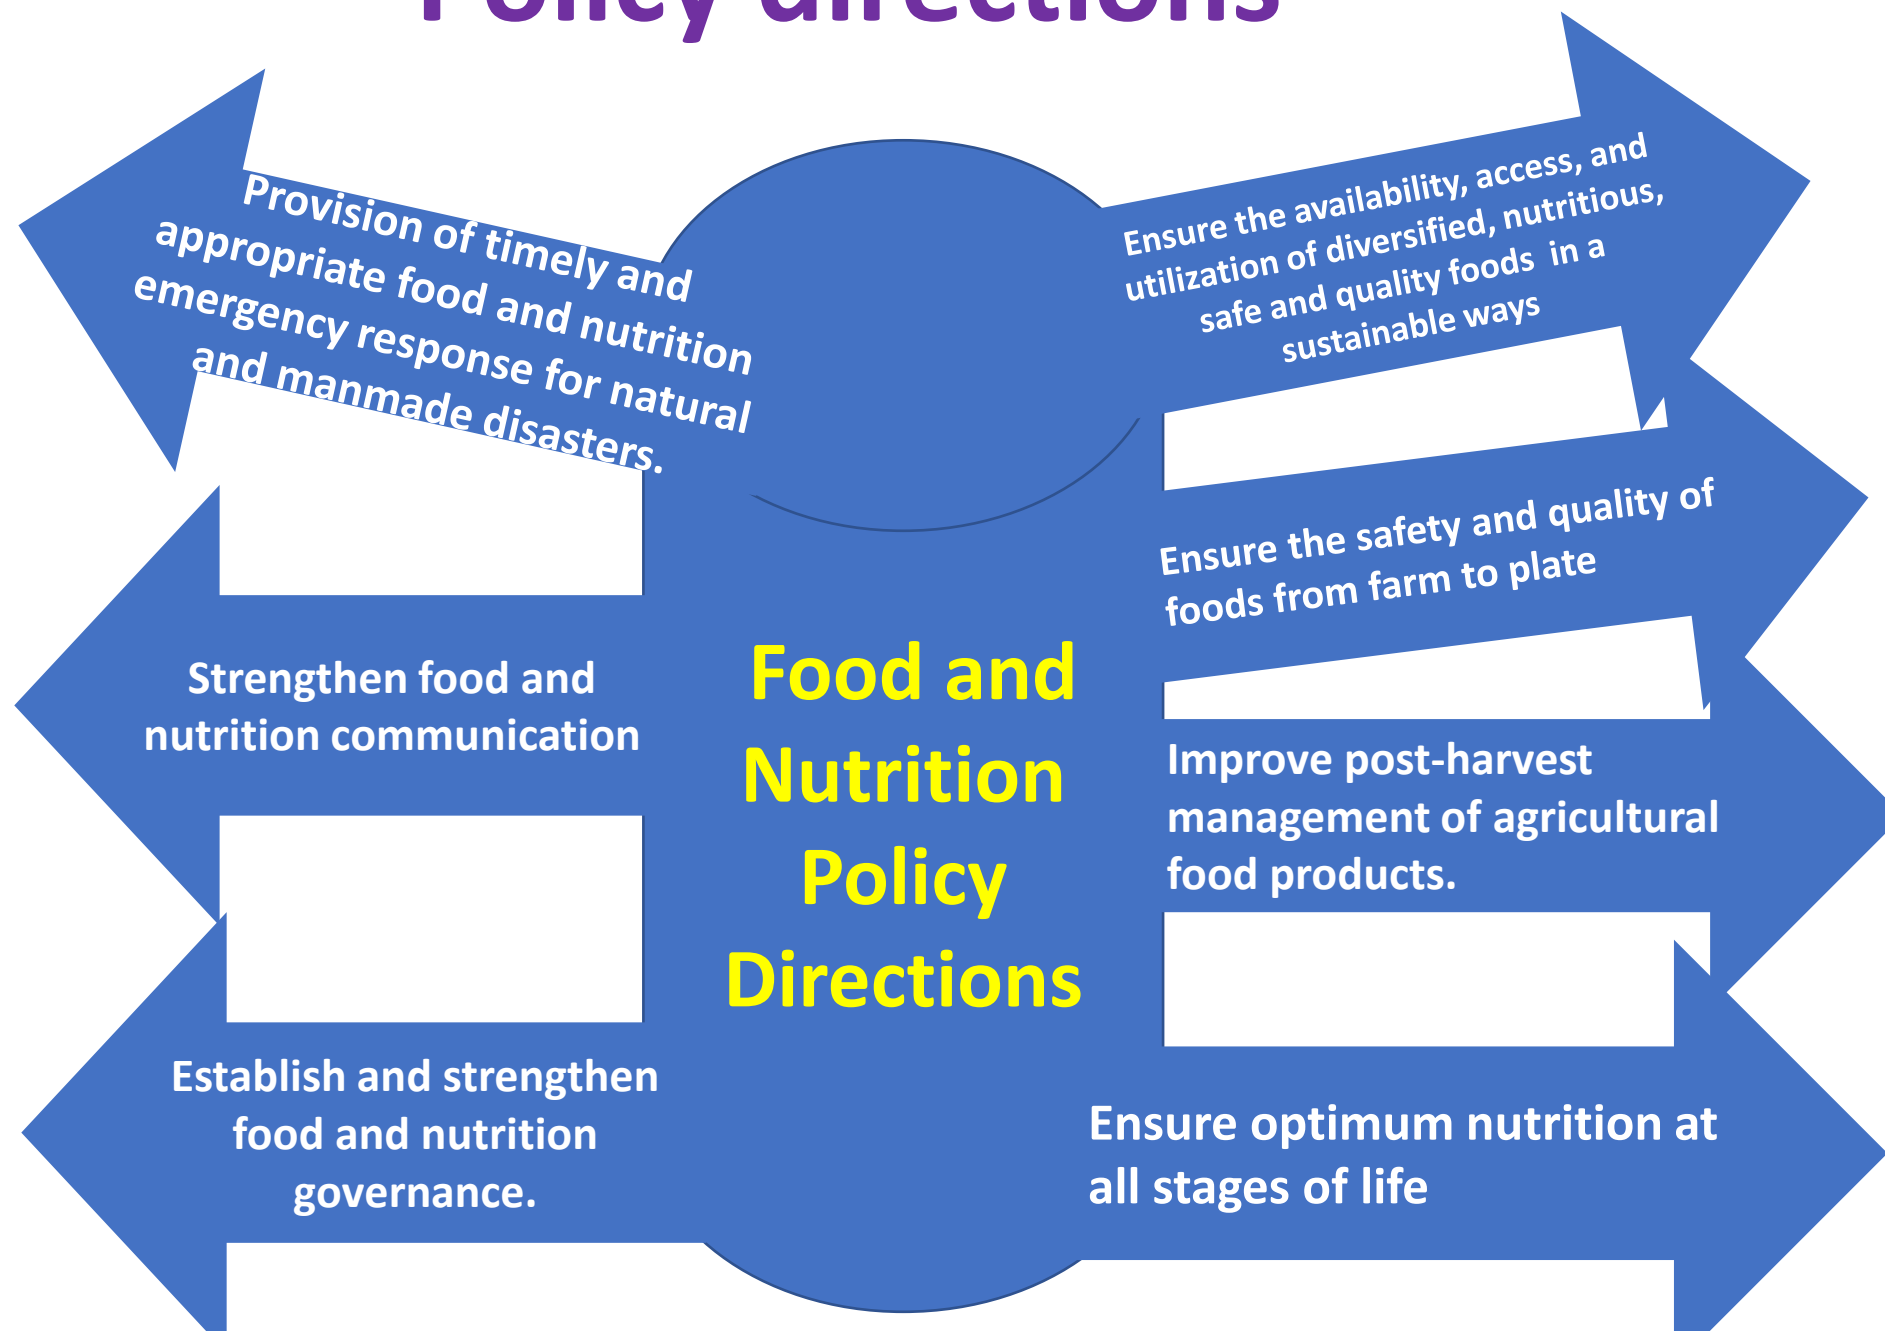 Policy directions
Provision of timely and
appropriate food and nutrition
emergency response for natural
and manmade disasters.
Ensure the availability, access, and
utilization of diversified, nutritious,
safe and quality foods  in a
sustainable ways
Ensure the safety and quality of
foods from farm to plate
Strengthen food and
nutrition communication
Food and
Nutrition
Policy
Directions
Improve post-harvest
management of agricultural
food products.
Establish and strengthen
food and nutrition
governance.
Ensure optimum nutrition at
all stages of life